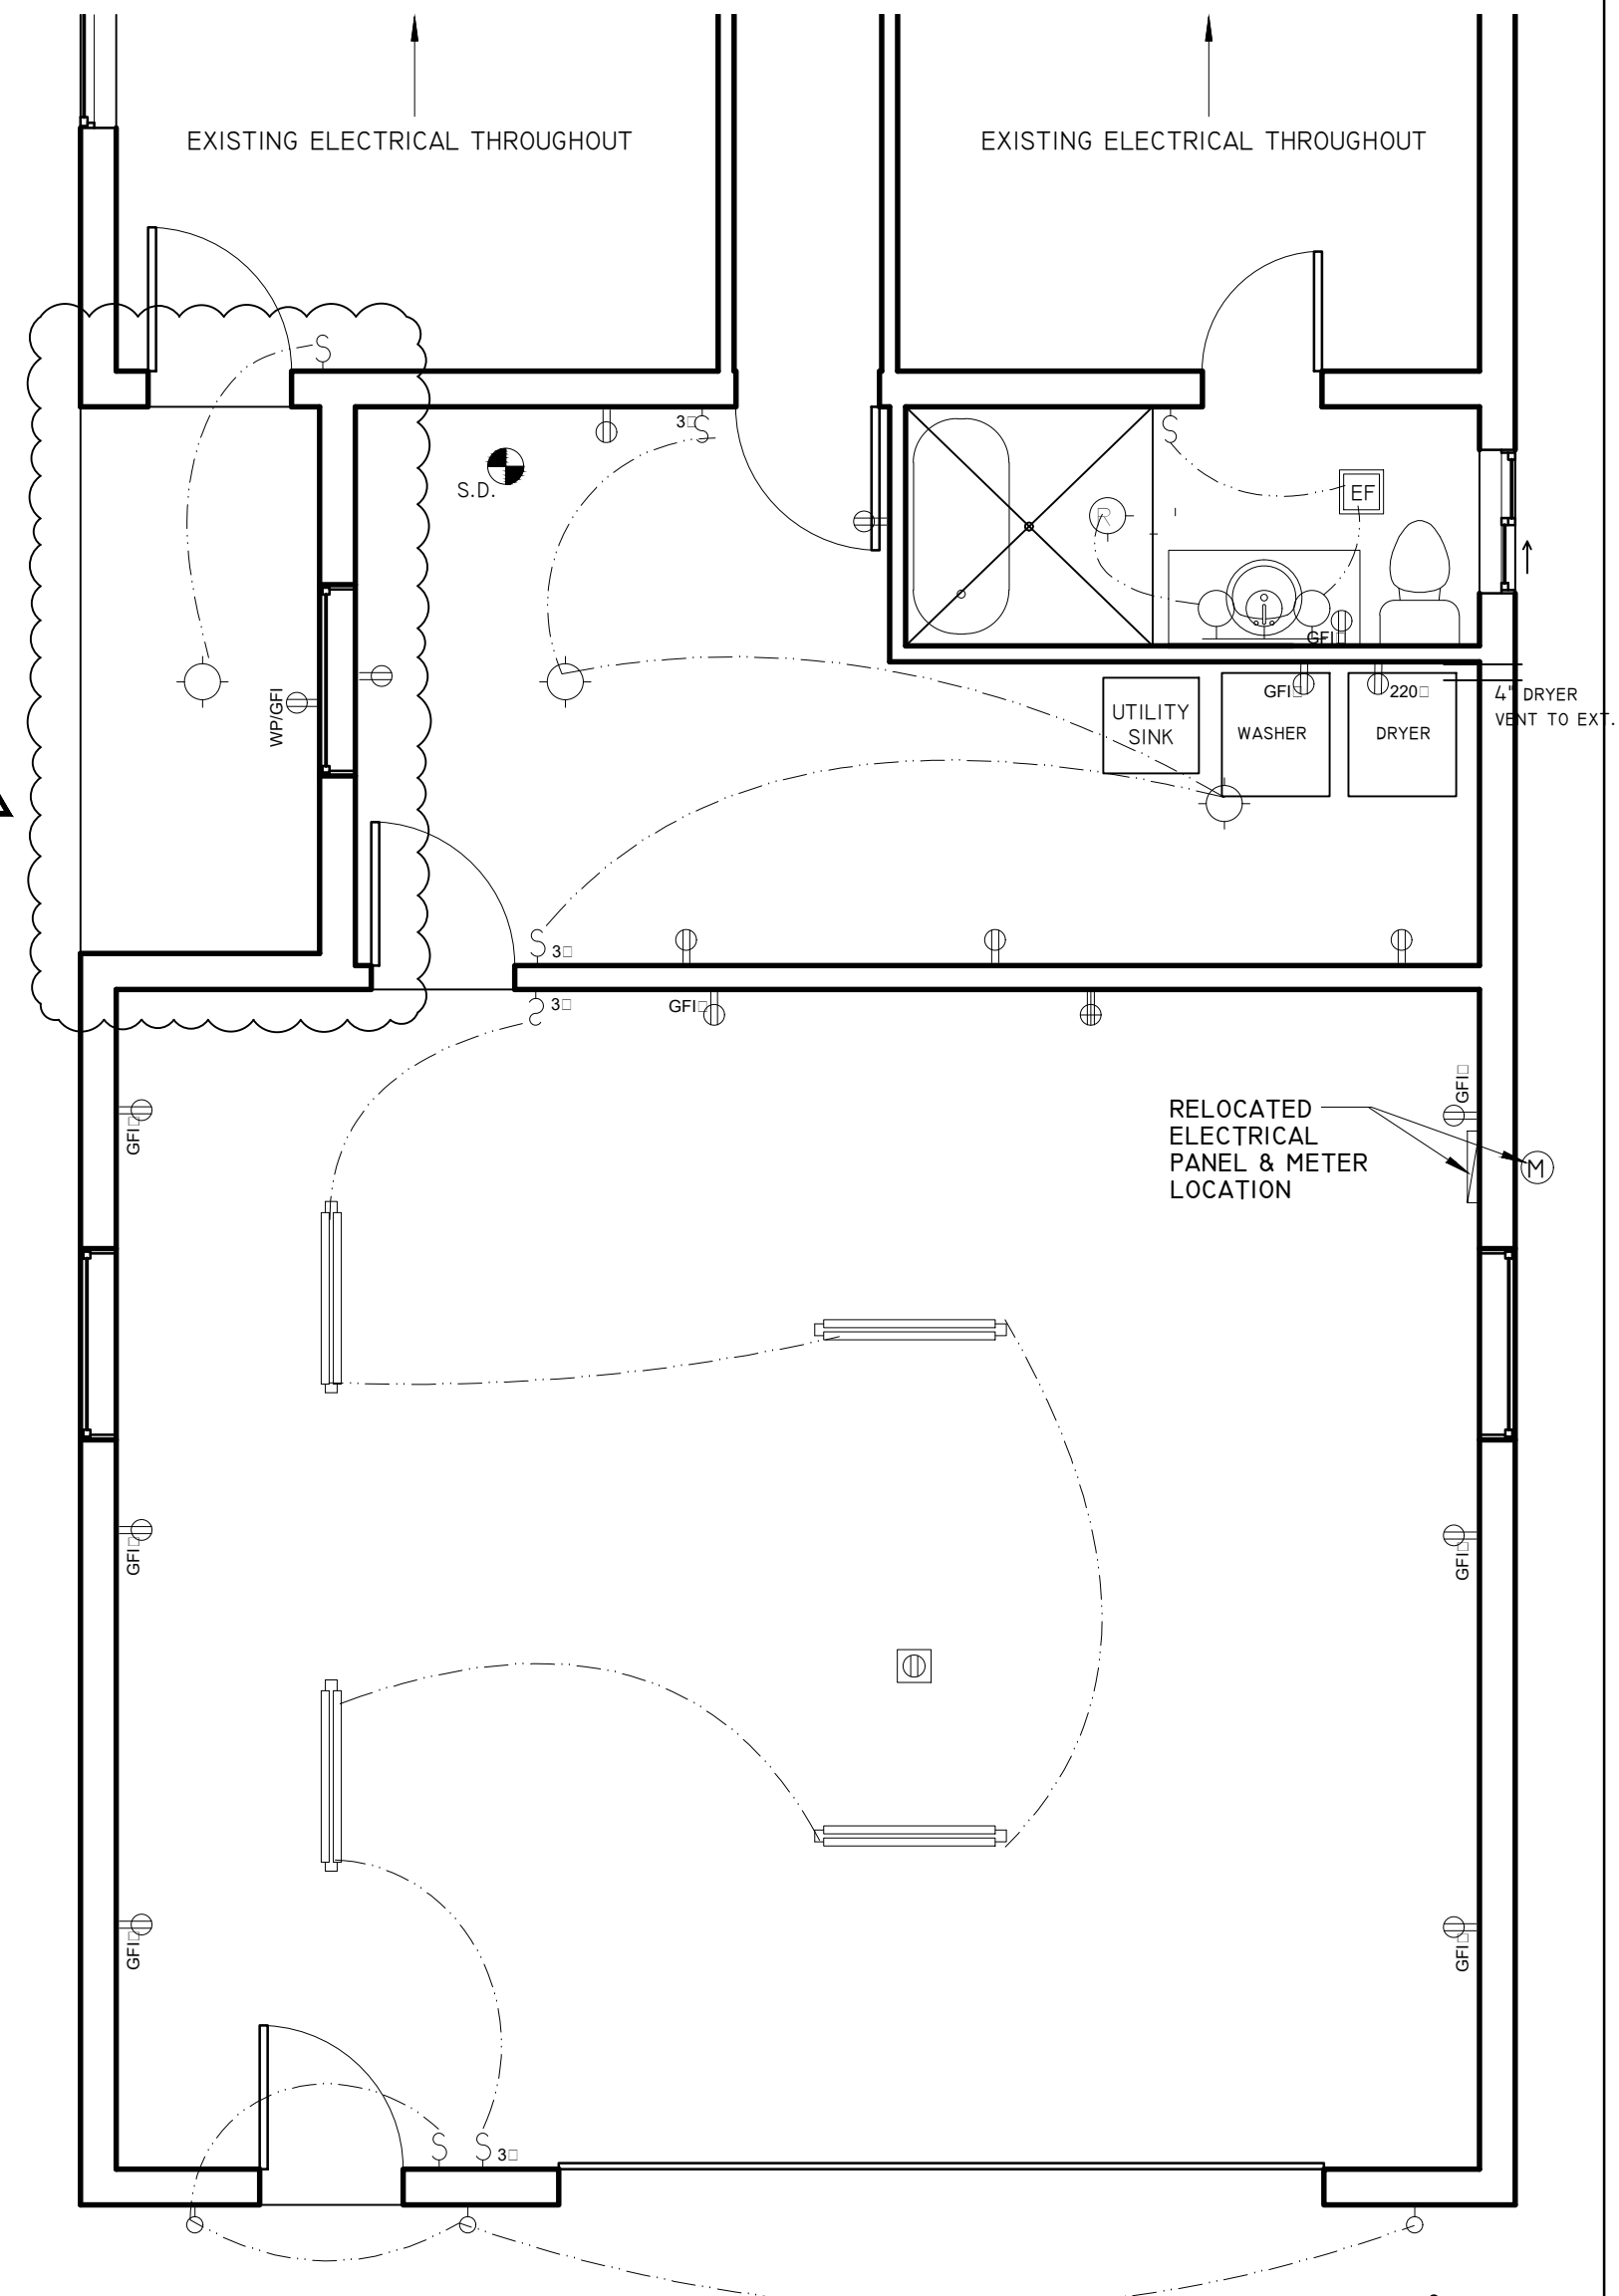 EXISTING ELECTRICAL THROUGHOUT
EXISTING ELECTRICAL THROUGHOUT
S
3
S
S
S.D.
EF
R
GFI
WP/GFI
GFI
220
4" DRYER
VENT TO EXT.
UTILITY
SINK
WASHER
DRYER
S
3
S
3
GFI
GFI
GFI
RELOCATED
ELECTRICAL
PANEL & METER
LOCATION
M
GFI
GFI
GFI
GFI
S
S
3